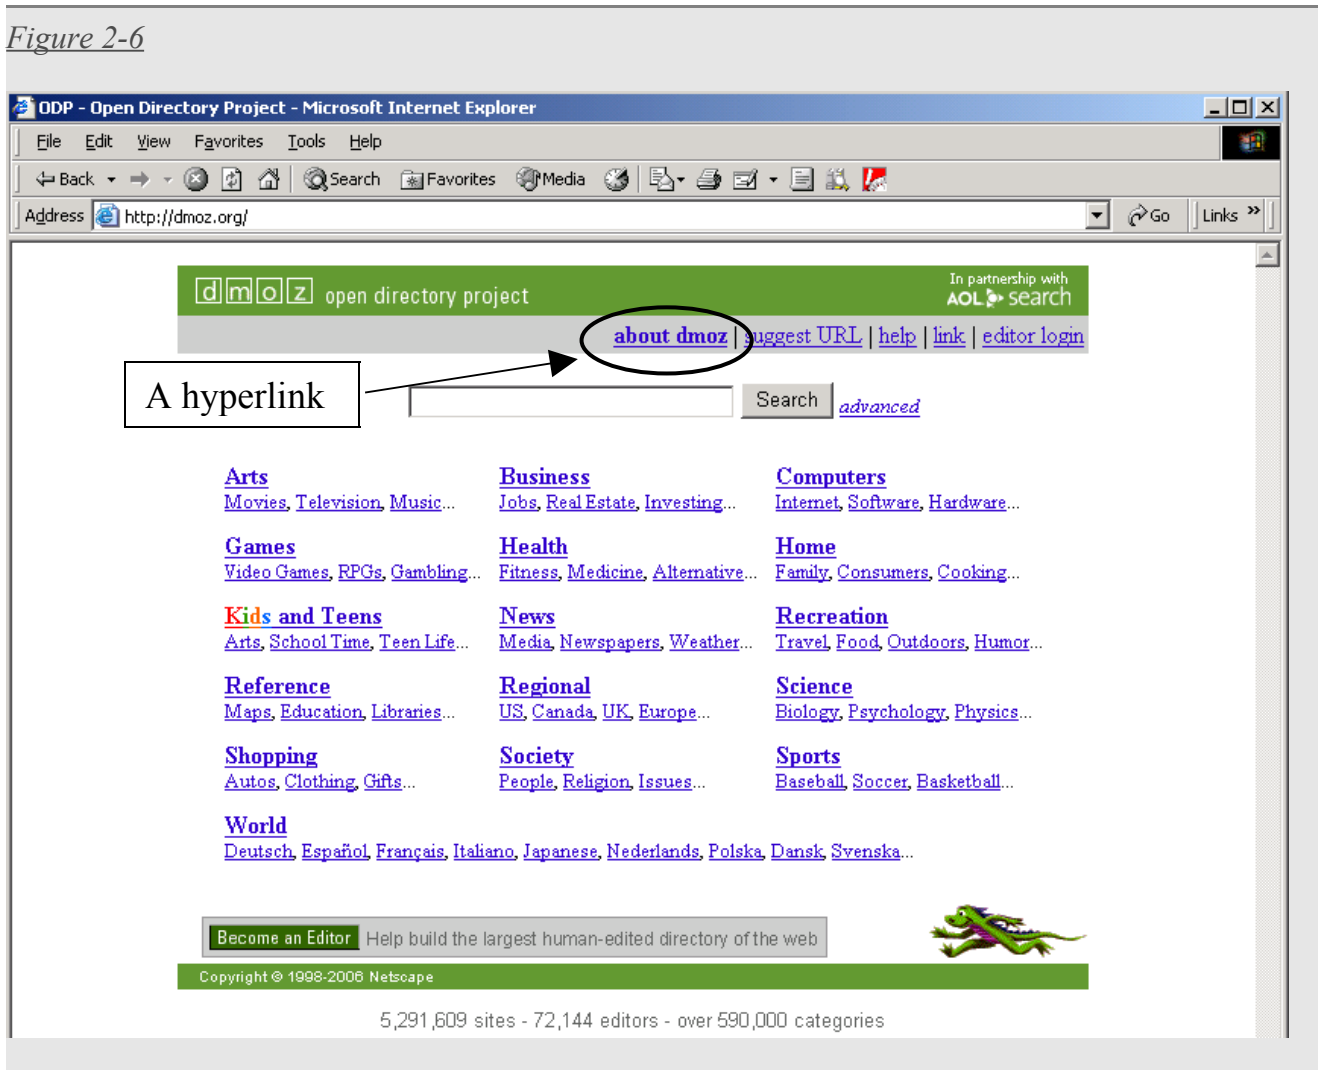 Figure 2-6
ODP - Open Directory Project - Microsoft Internet Explorer
File Edit View Favorites Tools Help
Back Search Favorites Media
Address http://dmoz.org/ Go Links »
dmoz open directory project
In partnership with
AOL search
about dmoz | suggest URL | help | link | editor login
A hyperlink
Search advanced
Arts Business Computers
Movies, Television, Music... Jobs, Real Estate, Investing... Internet, Software, Hardware...
Games Health Home
Video Games, RPGs, Gambling... Fitness, Medicine, Alternative... Family, Consumers, Cooking...
Kids and Teens News Recreation
Arts, School Time, Teen Life... Media, Newspapers, Weather... Travel, Food, Outdoors, Humor...
Reference Regional Science
Maps, Education, Libraries... US, Canada, UK, Europe... Biology, Psychology, Physics...
Shopping Society Sports
Autos, Clothing, Gifts... People, Religion, Issues... Baseball, Soccer, Basketball...
World
Deutsch, Español, Français, Italiano, Japanese, Nederlands, Polska, Dansk, Svenska...
Become an Editor Help build the largest human-edited directory of the web
Copyright © 1998-2006 Netscape
5,291,609 sites - 72,144 editors - over 590,000 categories